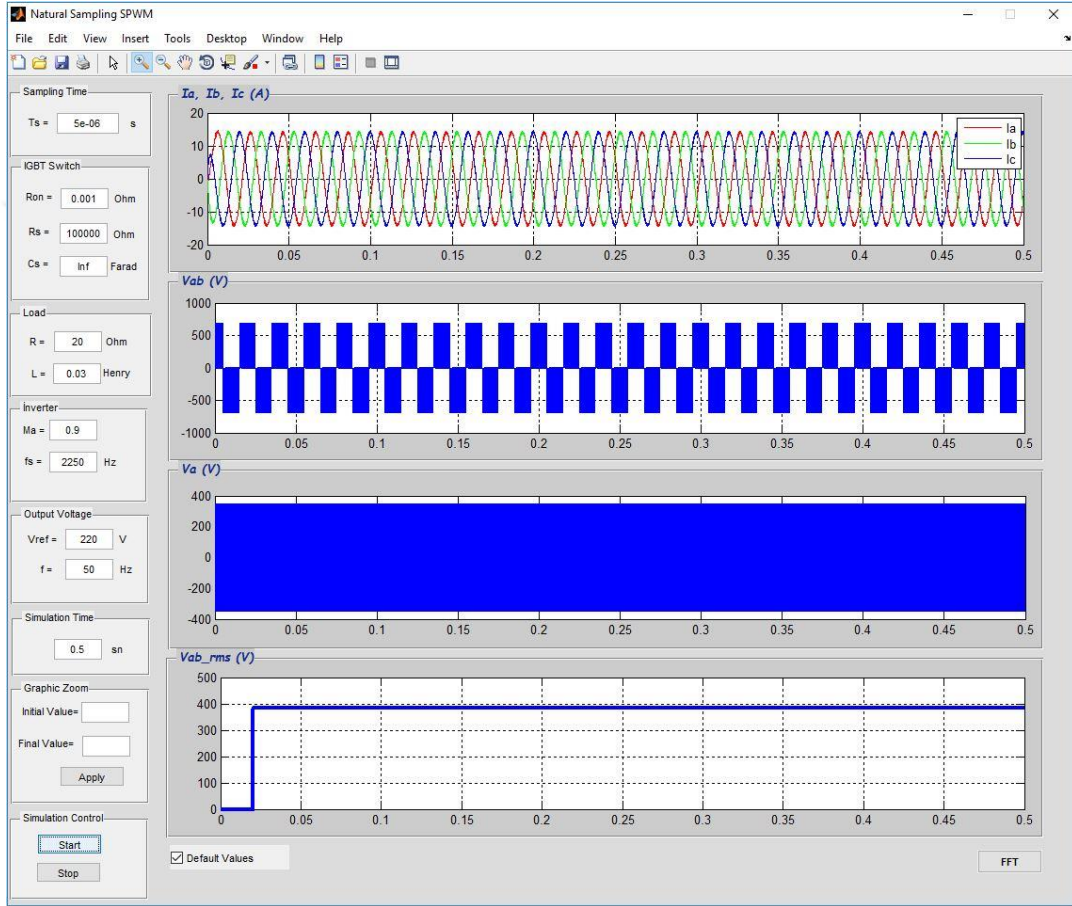 Natural Sampling SPWM
File Edit View Insert Tools Desktop Window Help
Sampling Time
Ts = 5e-06 s
IGBT Switch
Ron = 0.001 Ohm
Rs = 100000 Ohm
Cs = Inf Farad
Load
R = 20 Ohm
L = 0.03 Henry
İnverter
Ma = 0.9
fs = 2250 Hz
Output Voltage
Vref = 220 V
f = 50 Hz
Simulation Time
0.5 sn
Graphic Zoom
Initial Value=
Final Value=
Apply
Simulation Control
Start
Stop
Ia, Ib, Ic (A)
20
10
0
-10
-20
0 0.05 0.1 0.15 0.2 0.25 0.3 0.35 0.4 0.45 0.5
Ia
Ib
Ic
Vab (V)
1000
500
0
-500
-1000
0 0.05 0.1 0.15 0.2 0.25 0.3 0.35 0.4 0.45 0.5
Va (V)
400
200
0
-200
-400
0 0.05 0.1 0.15 0.2 0.25 0.3 0.35 0.4 0.45 0.5
Vab_rms (V)
500
400
300
200
100
0
0 0.05 0.1 0.15 0.2 0.25 0.3 0.35 0.4 0.45 0.5
Default Values
FFT